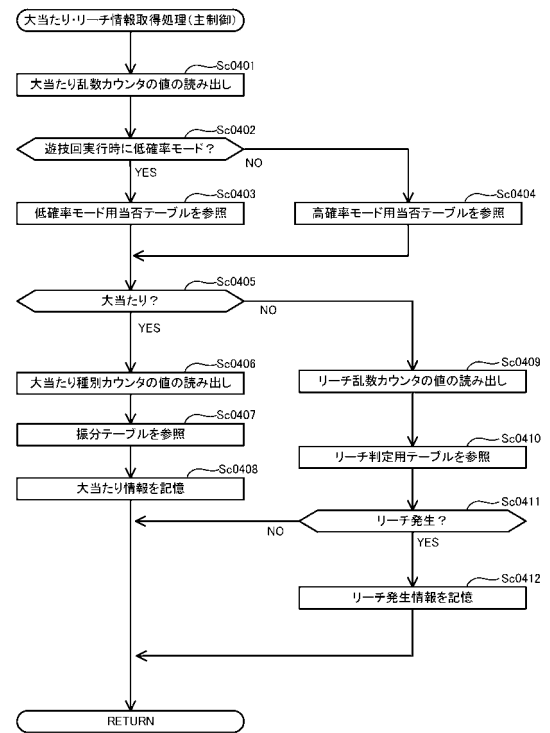 大当たり・リーチ情報取得処理(主制御)
Sc0401
大当たり乱数カウンタの値の読み出し
Sc0402
遊技回実行時に低確率モード?
YES
NO
Sc0403
低確率モード用当否テーブルを参照
Sc0404
高確率モード用当否テーブルを参照
Sc0405
大当たり?
YES
NO
Sc0406
大当たり種別カウンタの値の読み出し
Sc0407
振分テーブルを参照
Sc0408
大当たり情報を記憶
Sc0409
リーチ乱数カウンタの値の読み出し
Sc0410
リーチ判定用テーブルを参照
Sc0411
リーチ発生?
NO
YES
Sc0412
リーチ発生情報を記憶
RETURN